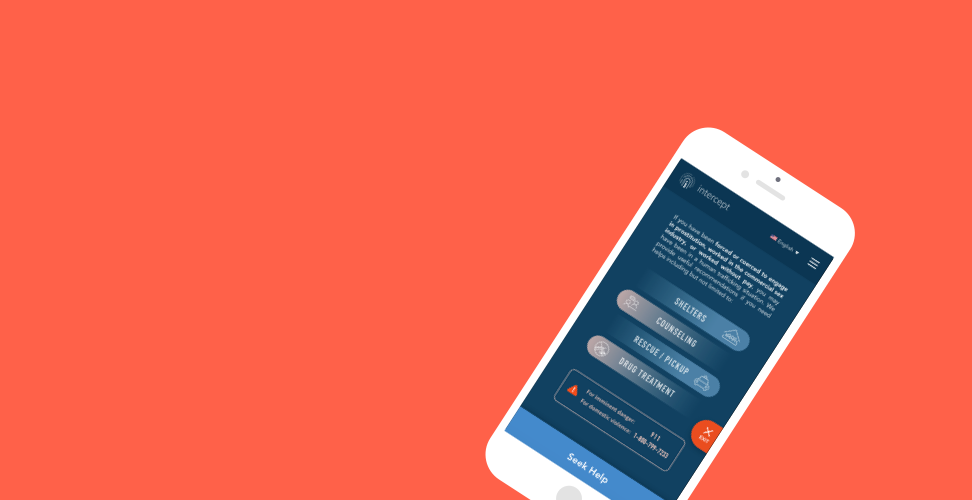 intercept
English
If you have been forced or coerced to engage
in prostitution, worked in the commercial sex
industry, or worked without pay, you may
have been in a human trafficking situation. We
provide useful recommendations if you need
helps including but not limited to:
SHELTERS
COUNSELING
RESCUE / PICKUP
DRUG TREATMENT
For imminent danger: 911
For domestic violence: 1-800-799-7233
EXIT
Seek Help